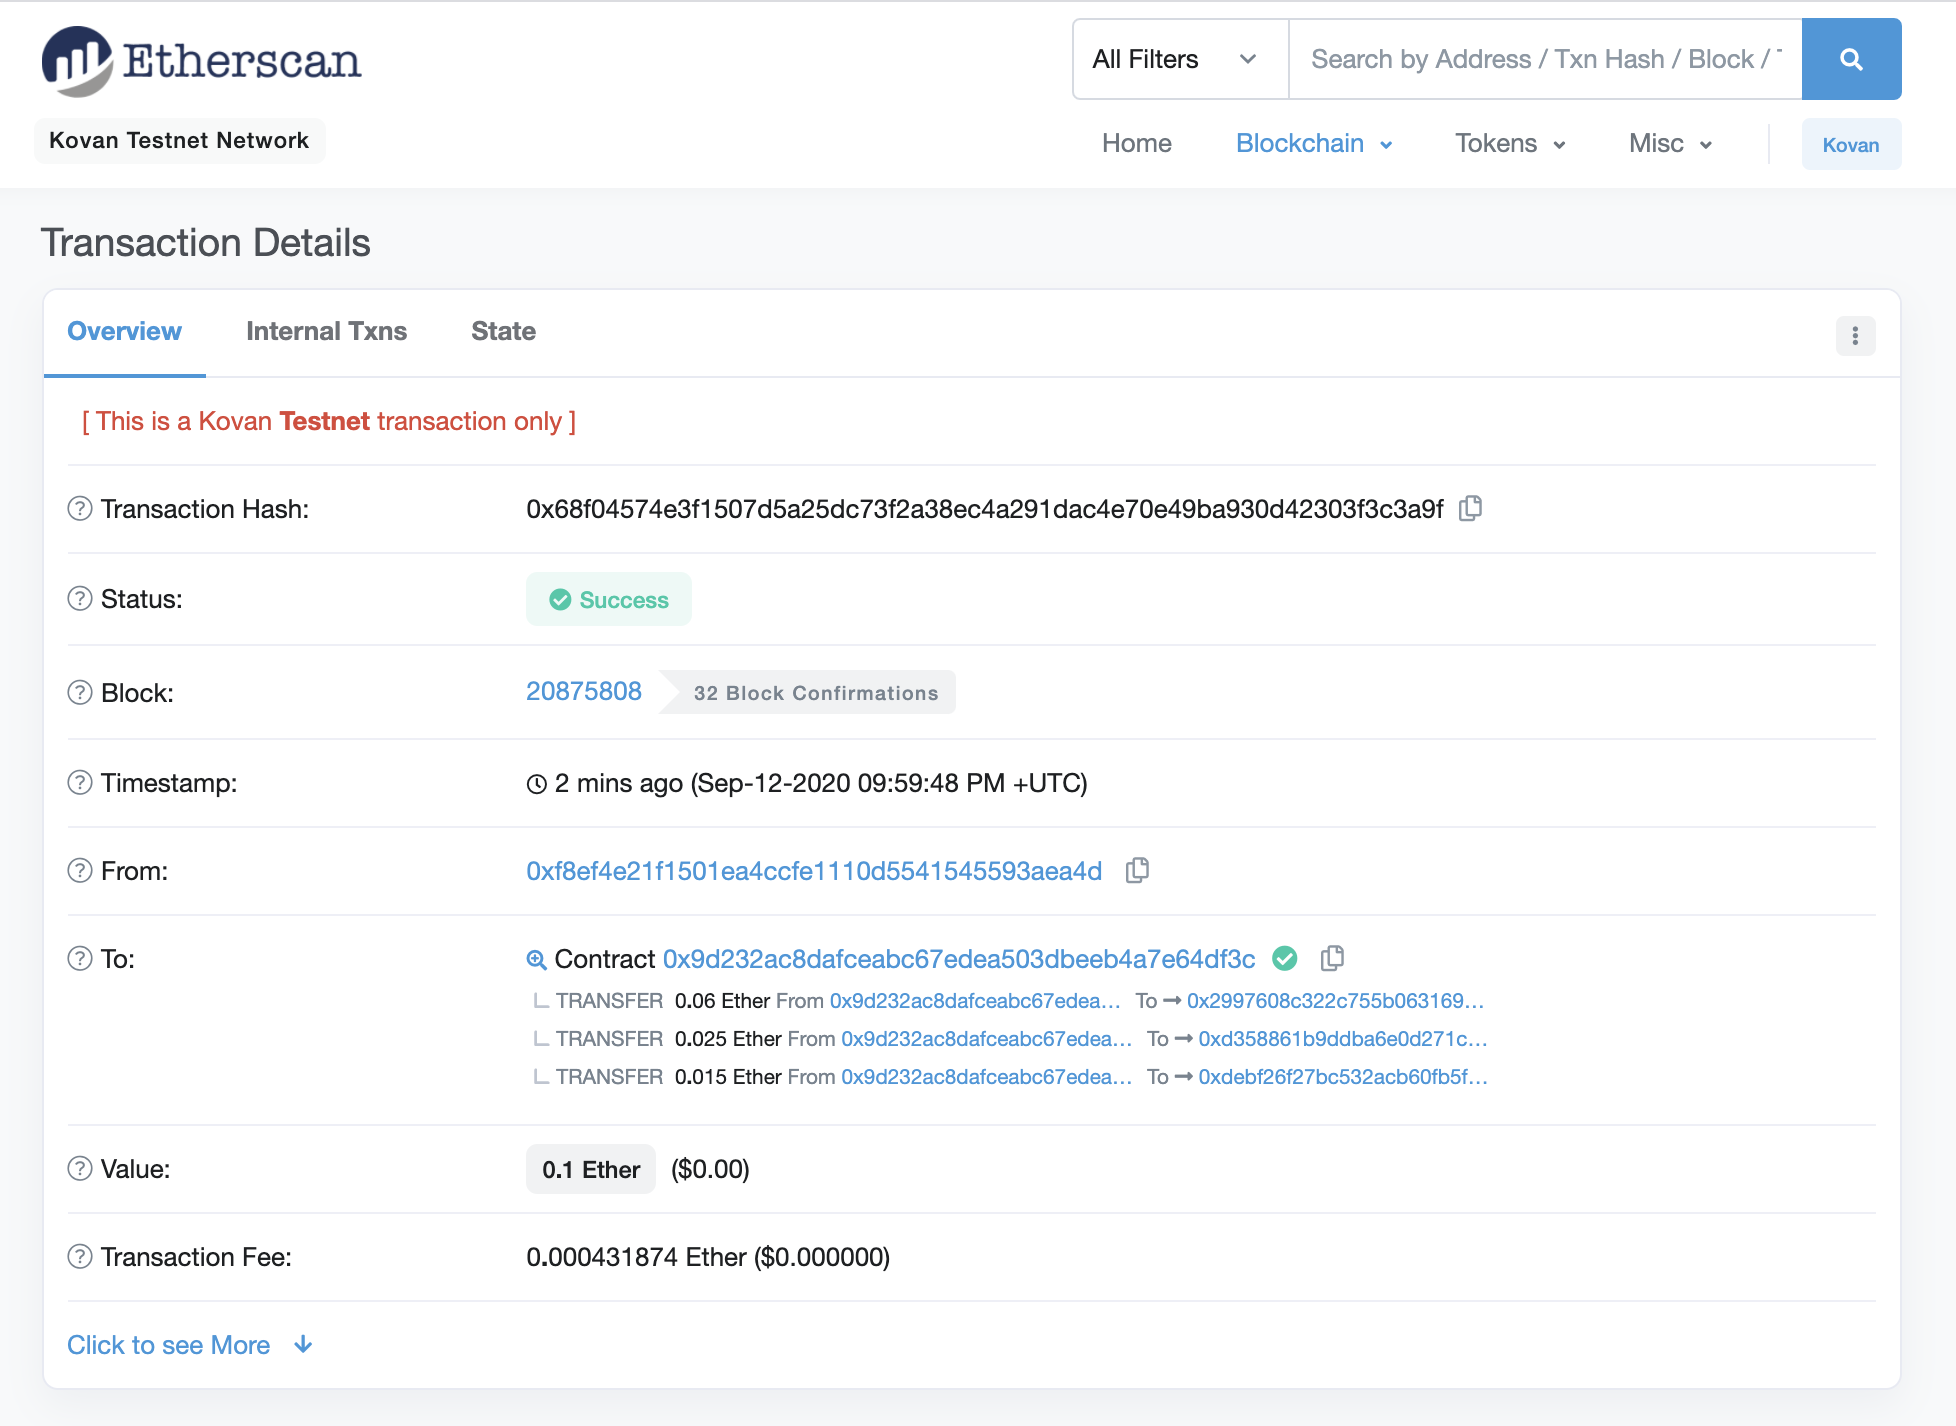 Etherscan
All Filters
Search by Address / Txn Hash / Block /
Kovan Testnet Network
Home Blockchain Tokens Misc Kovan
Transaction Details
Overview Internal Txns State
[ This is a Kovan Testnet transaction only ]
Transaction Hash: 0x68f04574e3f1507d5a25dc73f2a38ec4a291dac4e70e49ba930d42303f3c3a9f
Status: Success
Block: 20875808 32 Block Confirmations
Timestamp: 2 mins ago (Sep-12-2020 09:59:48 PM +UTC)
From: 0xf8ef4e21f1501ea4ccfe1110d5541545593aea4d
To: Contract 0x9d232ac8dafceabc67edea503dbeeb4a7e64df3c
TRANSFER 0.06 Ether From 0x9d232ac8dafceabc67edea... To → 0x2997608c322c755b063169...
TRANSFER 0.025 Ether From 0x9d232ac8dafceabc67edea... To → 0xd358861b9ddba6e0d271c...
TRANSFER 0.015 Ether From 0x9d232ac8dafceabc67edea... To → 0xdebf26f27bc532acb60fb5f...
Value: 0.1 Ether ($0.00)
Transaction Fee: 0.000431874 Ether ($0.000000)
Click to see More ↓